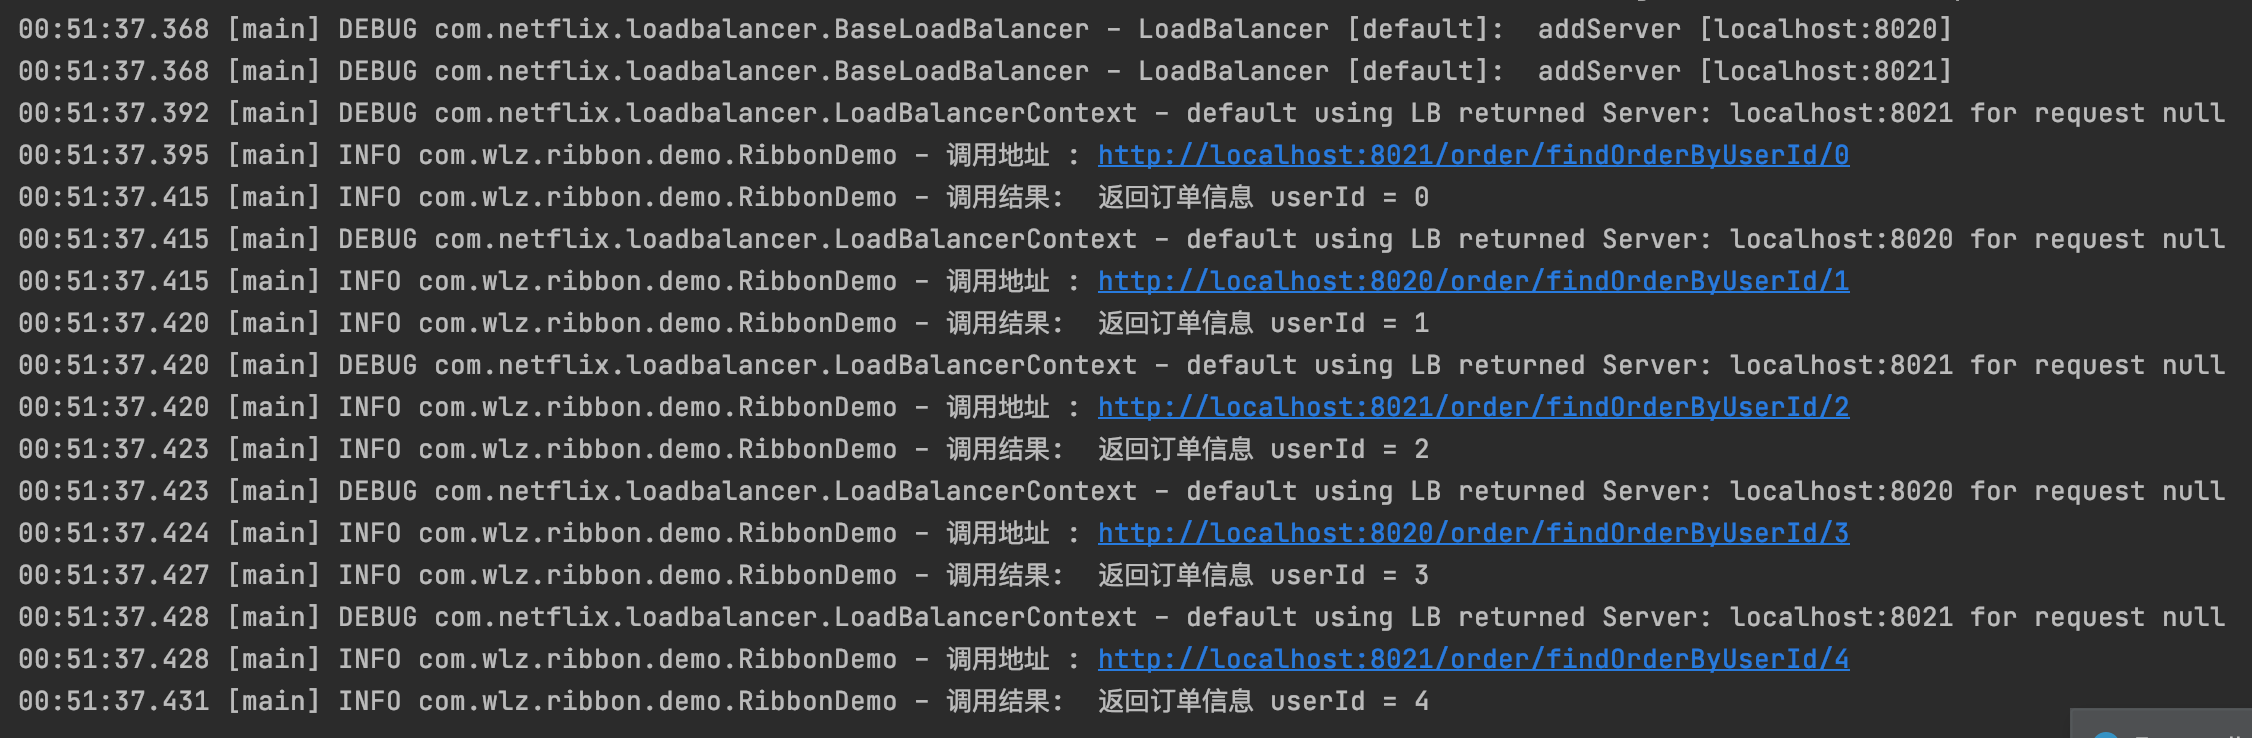 00:51:37.368 [main] DEBUG com.netflix.loadbalancer.BaseLoadBalancer - LoadBalancer [default]:  addServer [localhost:8020]
00:51:37.368 [main] DEBUG com.netflix.loadbalancer.BaseLoadBalancer - LoadBalancer [default]:  addServer [localhost:8021]
00:51:37.392 [main] DEBUG com.netflix.loadbalancer.LoadBalancerContext - default using LB returned Server: localhost:8021 for request null
00:51:37.395 [main] INFO com.wlz.ribbon.demo.RibbonDemo - 调用地址 : http://localhost:8021/order/findOrderByUserId/0
00:51:37.415 [main] INFO com.wlz.ribbon.demo.RibbonDemo - 调用结果:  返回订单信息 userId = 0
00:51:37.415 [main] DEBUG com.netflix.loadbalancer.LoadBalancerContext - default using LB returned Server: localhost:8020 for request null
00:51:37.415 [main] INFO com.wlz.ribbon.demo.RibbonDemo - 调用地址 : http://localhost:8020/order/findOrderByUserId/1
00:51:37.420 [main] INFO com.wlz.ribbon.demo.RibbonDemo - 调用结果:  返回订单信息 userId = 1
00:51:37.420 [main] DEBUG com.netflix.loadbalancer.LoadBalancerContext - default using LB returned Server: localhost:8021 for request null
00:51:37.420 [main] INFO com.wlz.ribbon.demo.RibbonDemo - 调用地址 : http://localhost:8021/order/findOrderByUserId/2
00:51:37.423 [main] INFO com.wlz.ribbon.demo.RibbonDemo - 调用结果:  返回订单信息 userId = 2
00:51:37.423 [main] DEBUG com.netflix.loadbalancer.LoadBalancerContext - default using LB returned Server: localhost:8020 for request null
00:51:37.424 [main] INFO com.wlz.ribbon.demo.RibbonDemo - 调用地址 : http://localhost:8020/order/findOrderByUserId/3
00:51:37.427 [main] INFO com.wlz.ribbon.demo.RibbonDemo - 调用结果:  返回订单信息 userId = 3
00:51:37.428 [main] DEBUG com.netflix.loadbalancer.LoadBalancerContext - default using LB returned Server: localhost:8021 for request null
00:51:37.428 [main] INFO com.wlz.ribbon.demo.RibbonDemo - 调用地址 : http://localhost:8021/order/findOrderByUserId/4
00:51:37.431 [main] INFO com.wlz.ribbon.demo.RibbonDemo - 调用结果:  返回订单信息 userId = 4